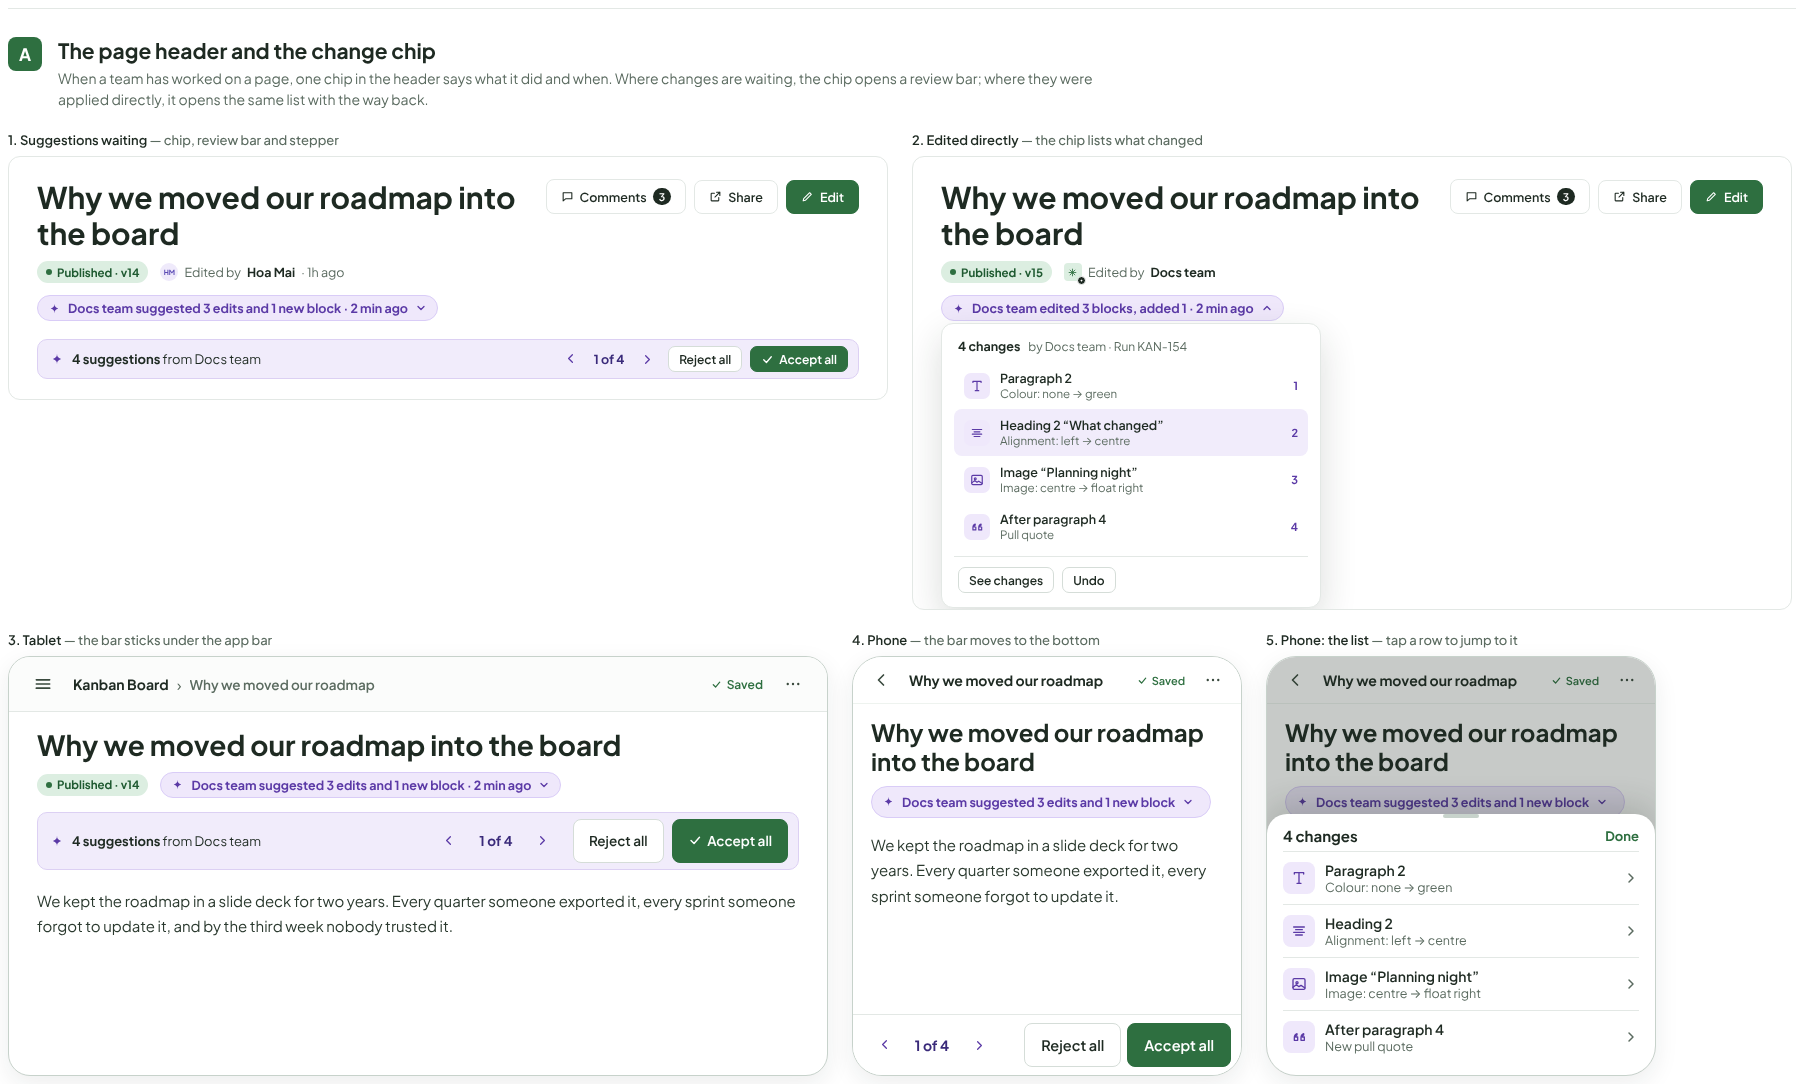 A
The page header and the change chip
When a team has worked on a page, one chip in the header says what it did and when. Where changes are waiting, the chip opens a review bar; where they were
applied directly, it opens the same list with the way back.
1. Suggestions waiting — chip, review bar and stepper
Why we moved our roadmap into
the board
Comments 3
Share
Edit
Published · v14
HM Edited by Hoa Mai · 1h ago
Docs team suggested 3 edits and 1 new block · 2 min ago
4 suggestions from Docs team
1 of 4
Reject all
Accept all
2. Edited directly — the chip lists what changed
Why we moved our roadmap into
the board
Comments 3
Share
Edit
Published · v15
Edited by Docs team
Docs team edited 3 blocks, added 1 · 2 min ago
4 changes by Docs team · Run KAN-154
Paragraph 2
Colour: none → green
1
Heading 2 “What changed”
Alignment: left → centre
2
Image “Planning night”
Image: centre → float right
3
After paragraph 4
Pull quote
4
See changes
Undo
3. Tablet — the bar sticks under the app bar
Kanban Board › Why we moved our roadmap
Saved
Why we moved our roadmap into the board
Published · v14
Docs team suggested 3 edits and 1 new block · 2 min ago
4 suggestions from Docs team
1 of 4
Reject all
Accept all
We kept the roadmap in a slide deck for two years. Every quarter someone exported it, every sprint someone
forgot to update it, and by the third week nobody trusted it.
4. Phone — the bar moves to the bottom
Why we moved our roadmap
Saved
Why we moved our roadmap
into the board
Docs team suggested 3 edits and 1 new block
We kept the roadmap in a slide deck for two
years. Every quarter someone exported it, every
sprint someone forgot to update it.
1 of 4
Reject all
Accept all
5. Phone: the list — tap a row to jump to it
Why we moved our roadmap
Saved
Why we moved our roadmap
into the board
Docs team suggested 3 edits and 1 new block
4 changes
Done
Paragraph 2
Colour: none → green
Heading 2
Alignment: left → centre
Image “Planning night”
Image: centre → float right
After paragraph 4
New pull quote